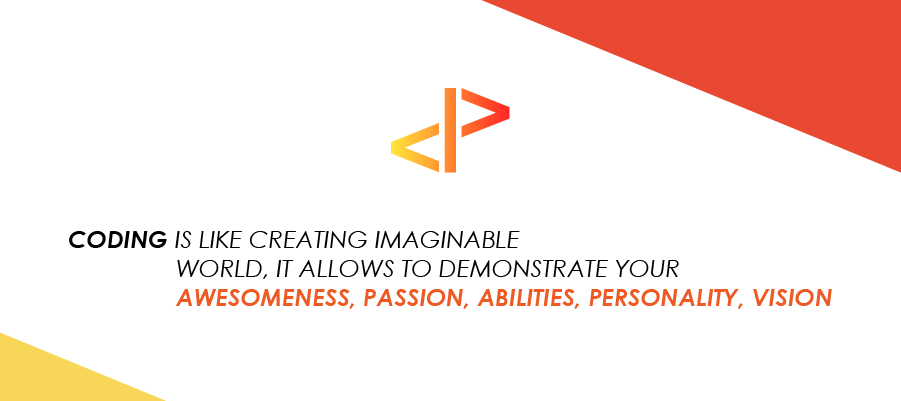 CODING IS LIKE CREATING IMAGINABLE
WORLD, IT ALLOWS TO DEMONSTRATE YOUR
AWESOMENESS, PASSION, ABILITIES, PERSONALITY, VISION